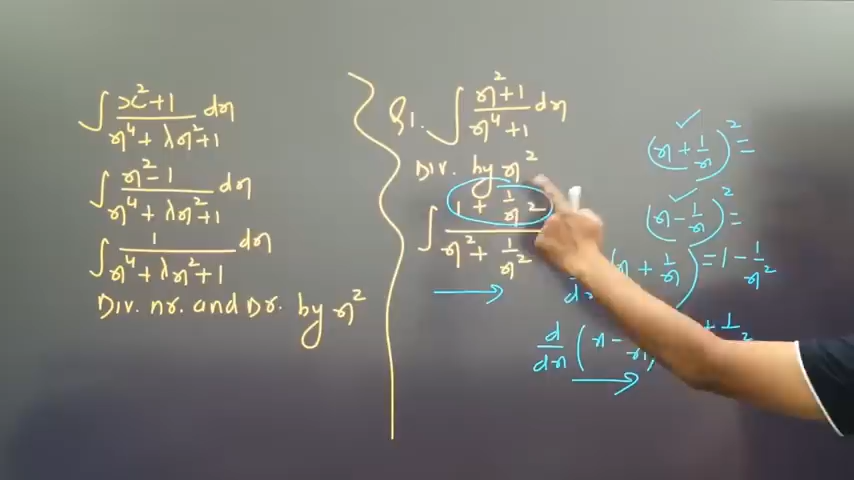 ∫ x²+1 / x⁴ + λx²+1 dx
∫ x²-1 / x⁴ + λx²+1 dx
∫ 1 / x⁴ + λx²+1 dx
Div. nr. and Dr. by x²
Q1. ∫ x²+1 / x⁴+1 dx
Div. by x²
∫ 1 + 1/x² / x² + 1/x²
(x + 1/x)² =
(x - 1/x)² =
(x + 1/x) = 1 - 1/x²
d/dx (x -